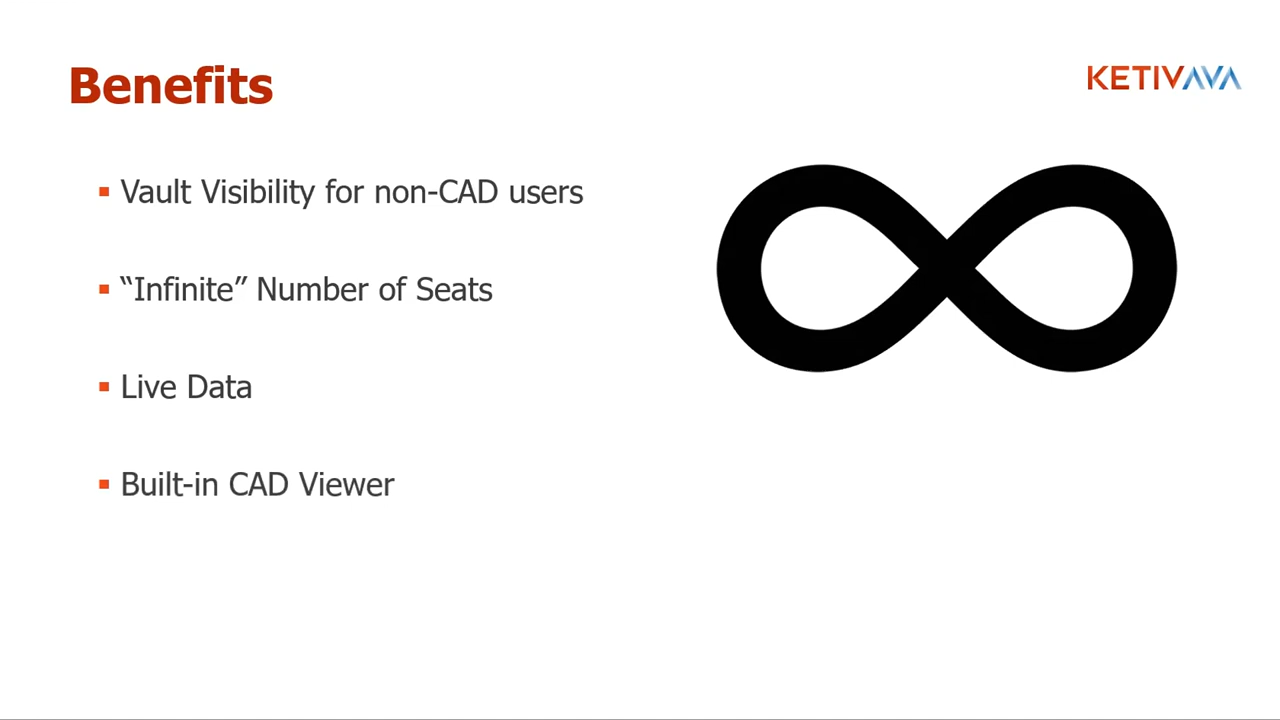 Benefits
KETIVAVA
Vault Visibility for non-CAD users
“Infinite” Number of Seats
Live Data
Built-in CAD Viewer